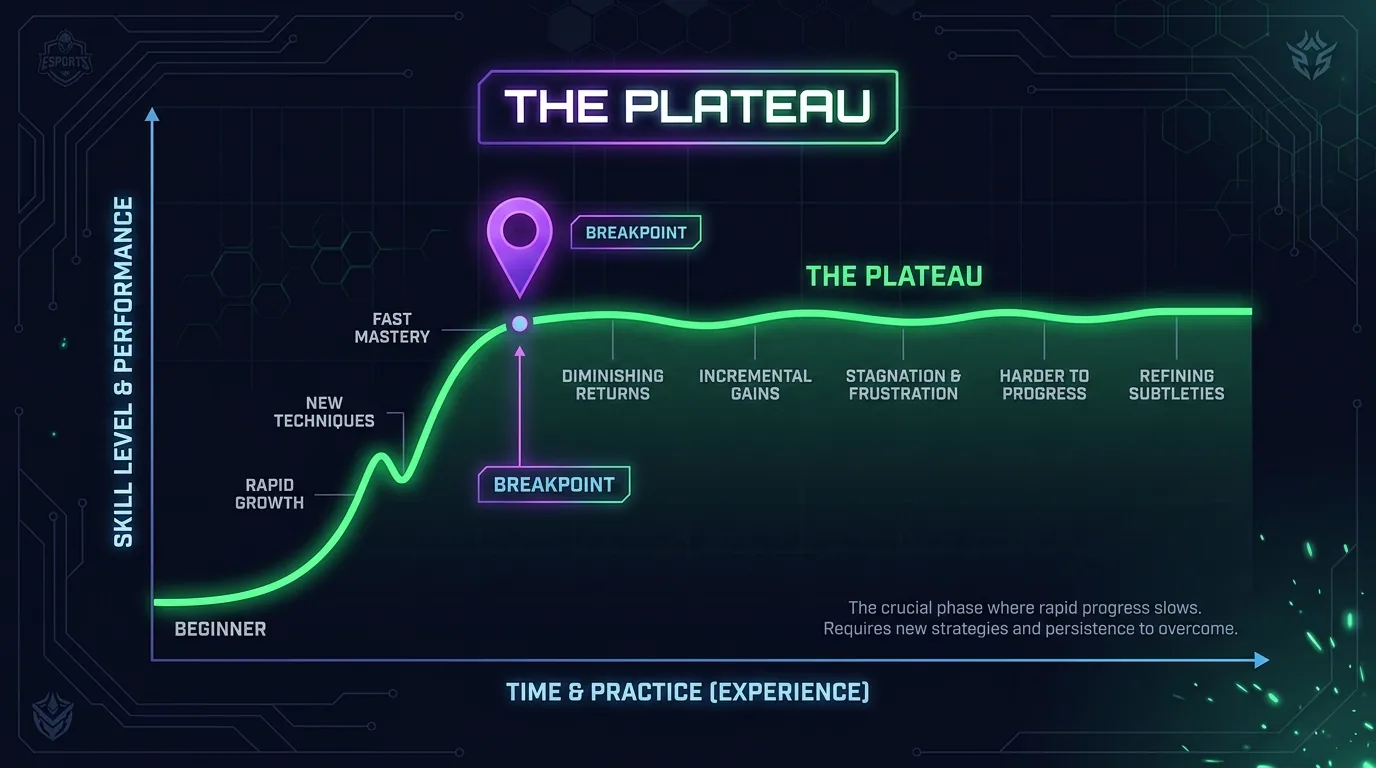 ESPORTS
THE PLATEAU
BREAKPOINT
THE PLATEAU
FAST
MASTERY
NEW
TECHNIQUES
RAPID
GROWTH
BEGINNER
DIMINISHING
RETURNS
INCREMENTAL
GAINS
STAGNATION &
FRUSTRATION
HARDER TO
PROGRESS
REFINING
SUBTLETIES
BREAKPOINT
SKILL LEVEL & PERFORMANCE
The crucial phase where rapid progress slows.
Requires new strategies and persistence to overcome.
TIME & PRACTICE (EXPERIENCE)